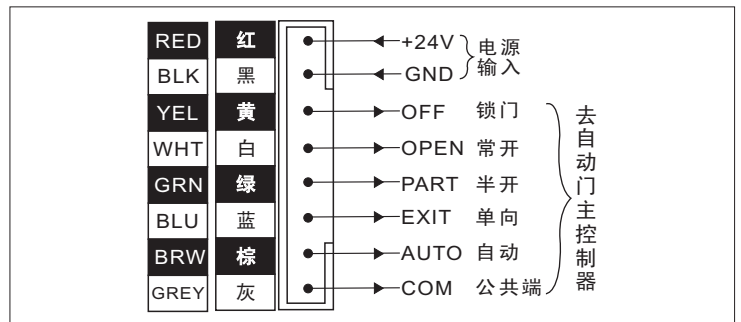 RED 红 +24V 电源
BLK 黑 GND 输入
YEL 黄 OFF 锁门
WHT 白 OPEN 常开
GRN 绿 PART 半开
BLU 蓝 EXIT 单向
BRW 棕 AUTO 自动
GREY 灰 COM 公共端
去自动门主控制器